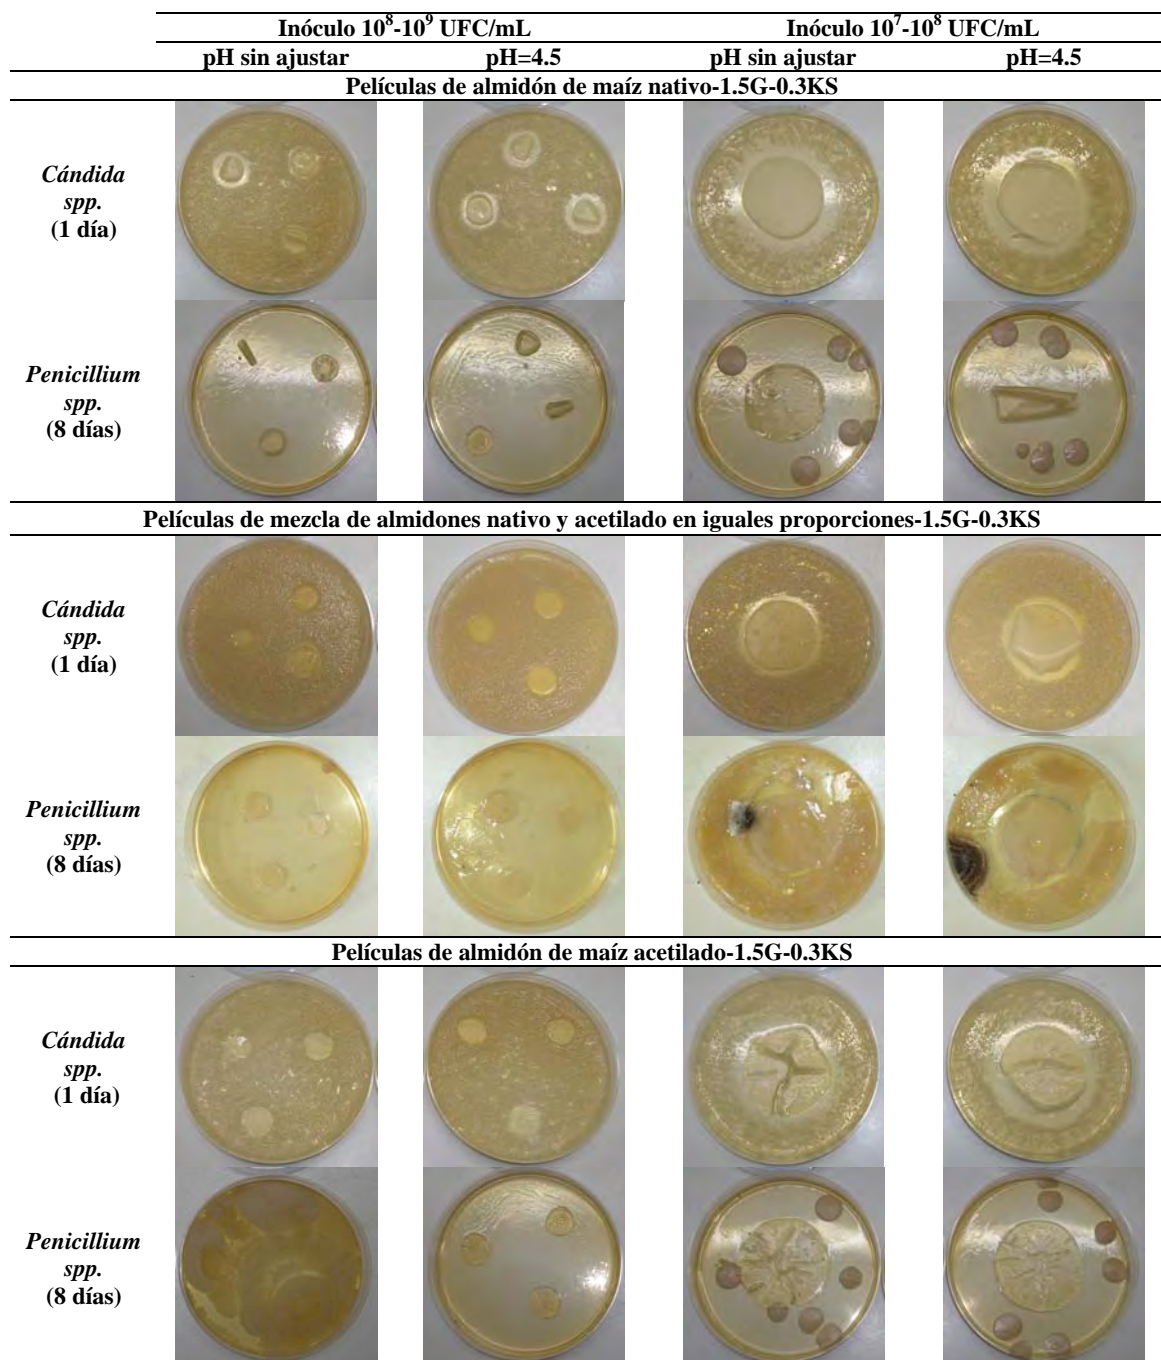 Inóculo 10⁸-10⁹ UFC/mL Inóculo 10⁷-10⁸ UFC/mL
pH sin ajustar pH=4.5 pH sin ajustar pH=4.5
Películas de almidón de maíz nativo-1.5G-0.3KS
Cándida
spp.
(1 día)
Penicillium
spp.
(8 días)
Películas de mezcla de almidones nativo y acetilado en iguales proporciones-1.5G-0.3KS
Cándida
spp.
(1 día)
Penicillium
spp.
(8 días)
Películas de almidón de maíz acetilado-1.5G-0.3KS
Cándida
spp.
(1 día)
Penicillium
spp.
(8 días)